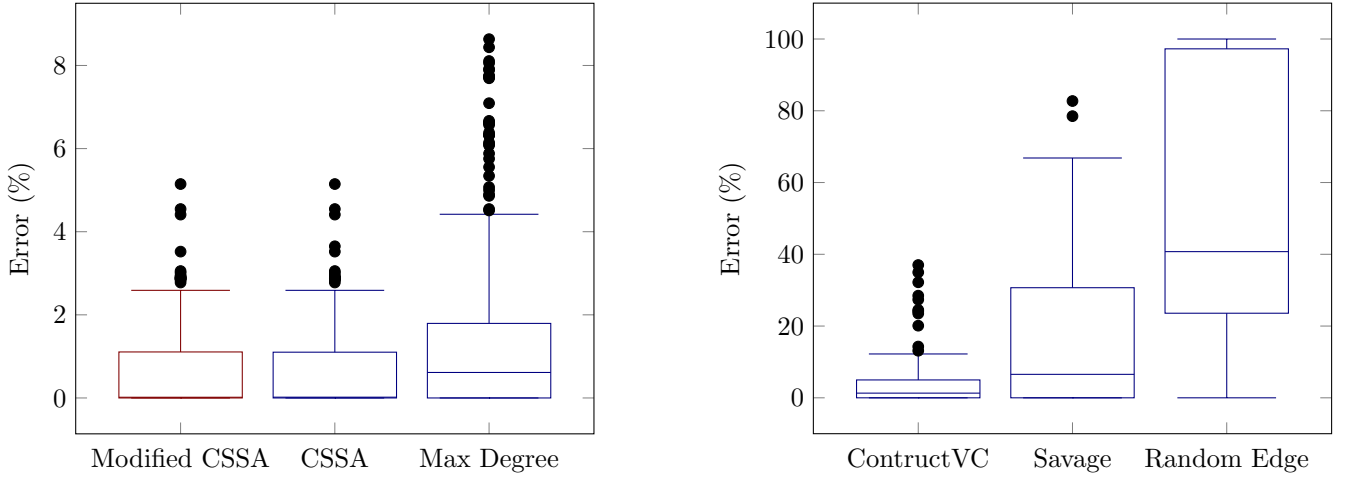 8
6
4
2
0
Error (%)
Modified CSSA
CSSA
Max Degree
100
80
60
40
20
0
Error (%)
ContructVC
Savage
Random Edge